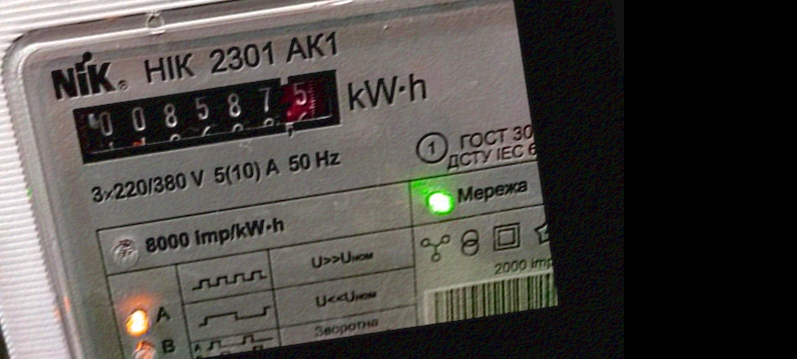 NiK® НІК 2301 АК1
0 0 8 5 8 7 5 kW·h
3×220/380 V 5(10) A 50 Hz
1 ГОСТ 30
ДСТУ IEC 6
Мережа
8000 imp/kW·h
2000 imp
A
U>>Uном
U<<Uном
B
Зворотна